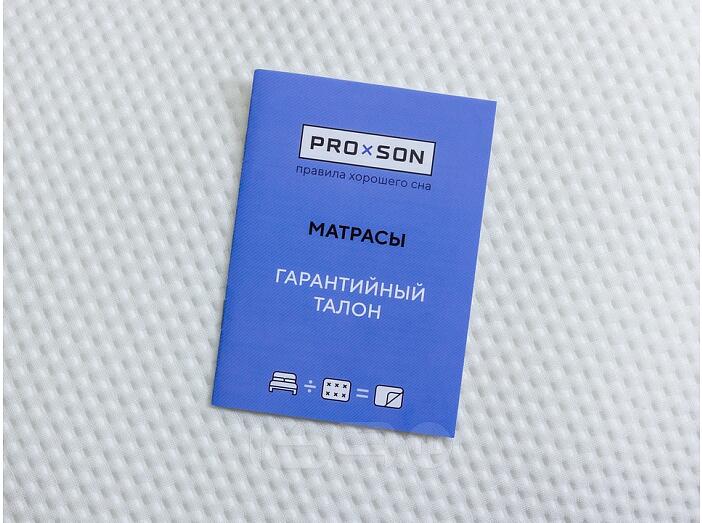 PRO×SON
правила хорошего сна
МАТРАСЫ
ГАРАНТИЙНЫЙ
ТАЛОН
÷ =